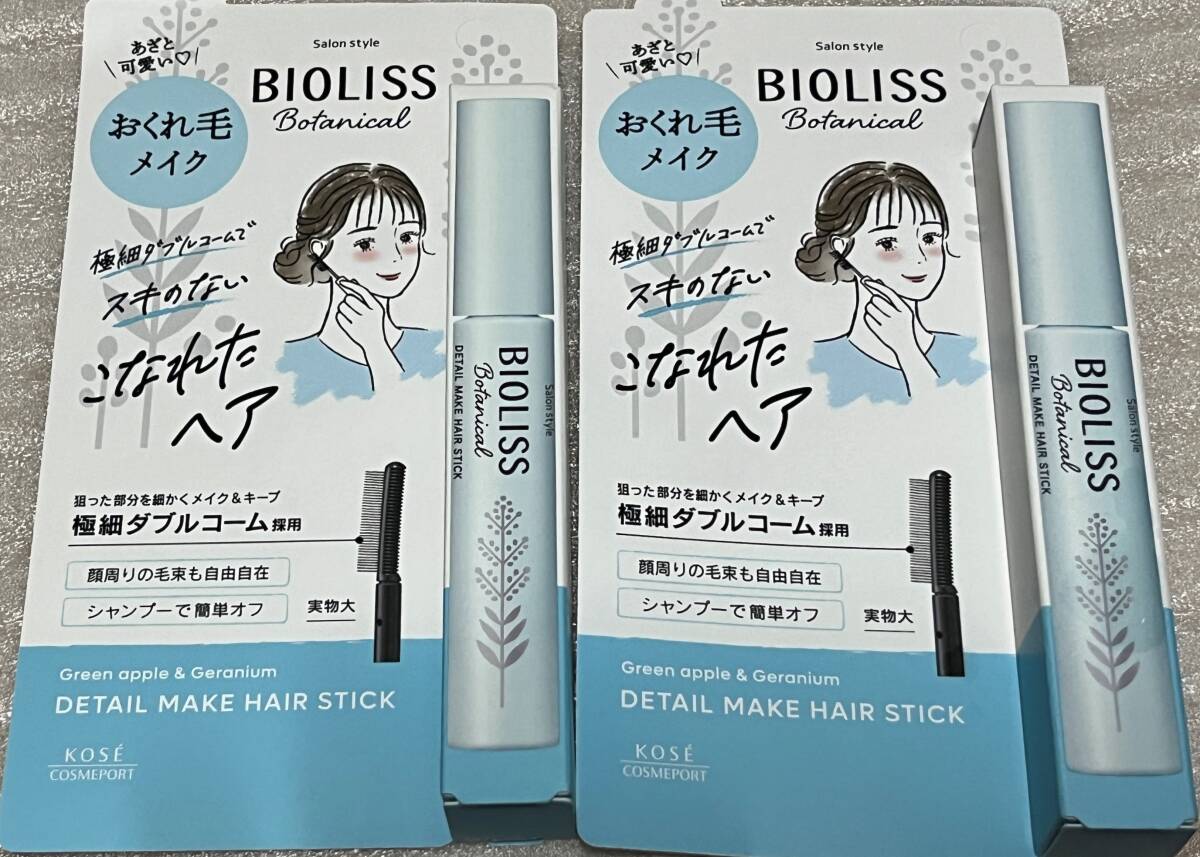 あざと
可愛い♡
おくれ毛
メイク
Salon style
BIOLISS
Botanical
極細ダブルコームで
スキのない
こなれた
ヘア
狙った部分を細かくメイク&キープ
極細ダブルコーム採用
顔周りの毛束も自由自在
シャンプーで簡単オフ
実物大
Green apple & Geranium
DETAIL MAKE HAIR STICK
KOSÉ
COSMEPORT
Salon style
BIOLISS
Botanical
DETAIL MAKE HAIR STICK
あざと
可愛い♡
おくれ毛
メイク
Salon style
BIOLISS
Botanical
極細ダブルコームで
スキのない
こなれた
ヘア
狙った部分を細かくメイク&キープ
極細ダブルコーム採用
顔周りの毛束も自由自在
シャンプーで簡単オフ
実物大
Green apple & Geranium
DETAIL MAKE HAIR STICK
KOSÉ
COSMEPORT
Salon style
BIOLISS
Botanical
DETAIL MAKE HAIR STICK